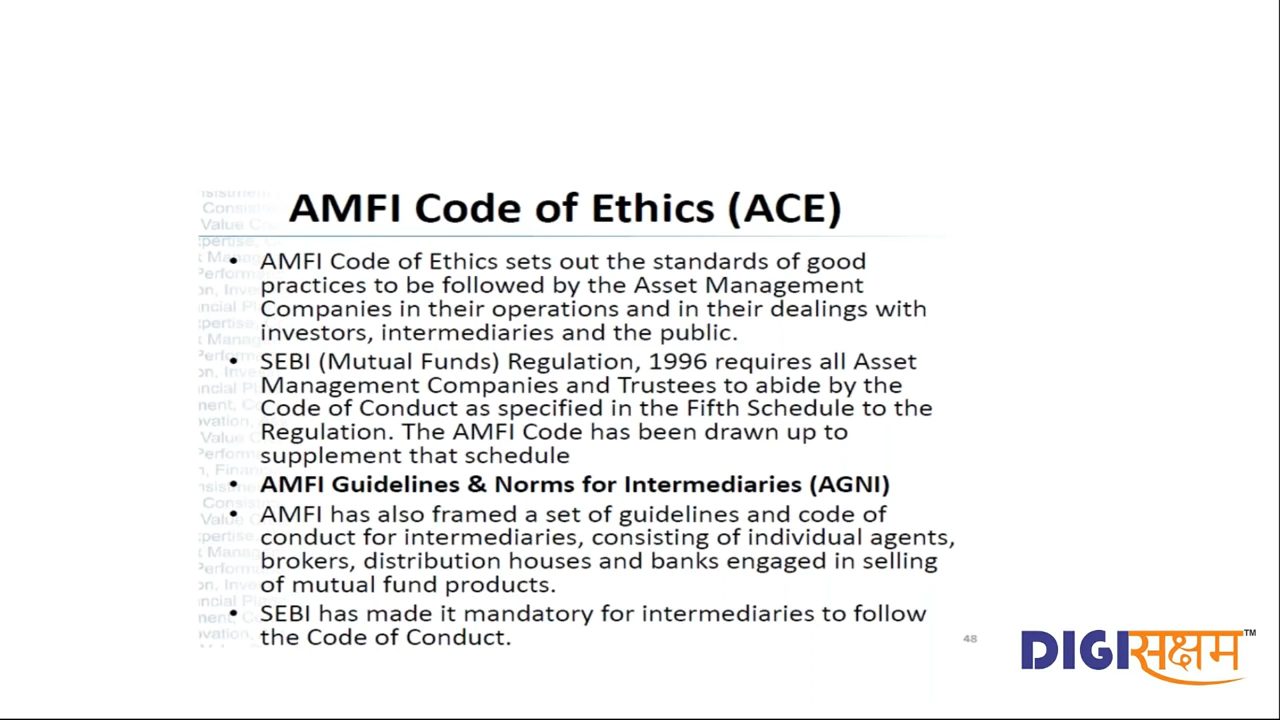 AMFI Code of Ethics (ACE)
• AMFI Code of Ethics sets out the standards of good
practices to be followed by the Asset Management
Companies in their operations and in their dealings with
investors, intermediaries and the public.
• SEBI (Mutual Funds) Regulation, 1996 requires all Asset
Management Companies and Trustees to abide by the
Code of Conduct as specified in the Fifth Schedule to the
Regulation. The AMFI Code has been drawn up to
supplement that schedule
• AMFI Guidelines & Norms for Intermediaries (AGNI)
• AMFI has also framed a set of guidelines and code of
conduct for intermediaries, consisting of individual agents,
brokers, distribution houses and banks engaged in selling
of mutual fund products.
• SEBI has made it mandatory for intermediaries to follow
the Code of Conduct.
48
DIGIसक्षम™